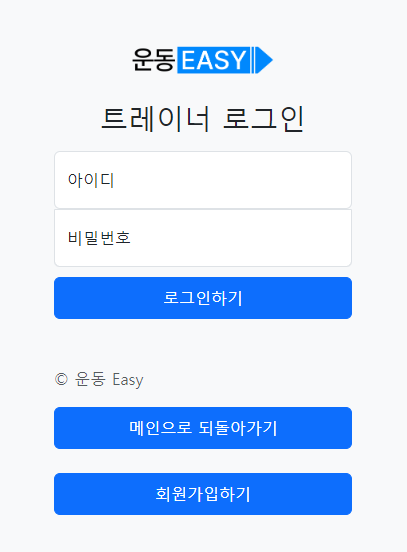 운동EASY
트레이너 로그인
아이디
비밀번호
로그인하기
© 운동 Easy
메인으로 되돌아가기
회원가입하기